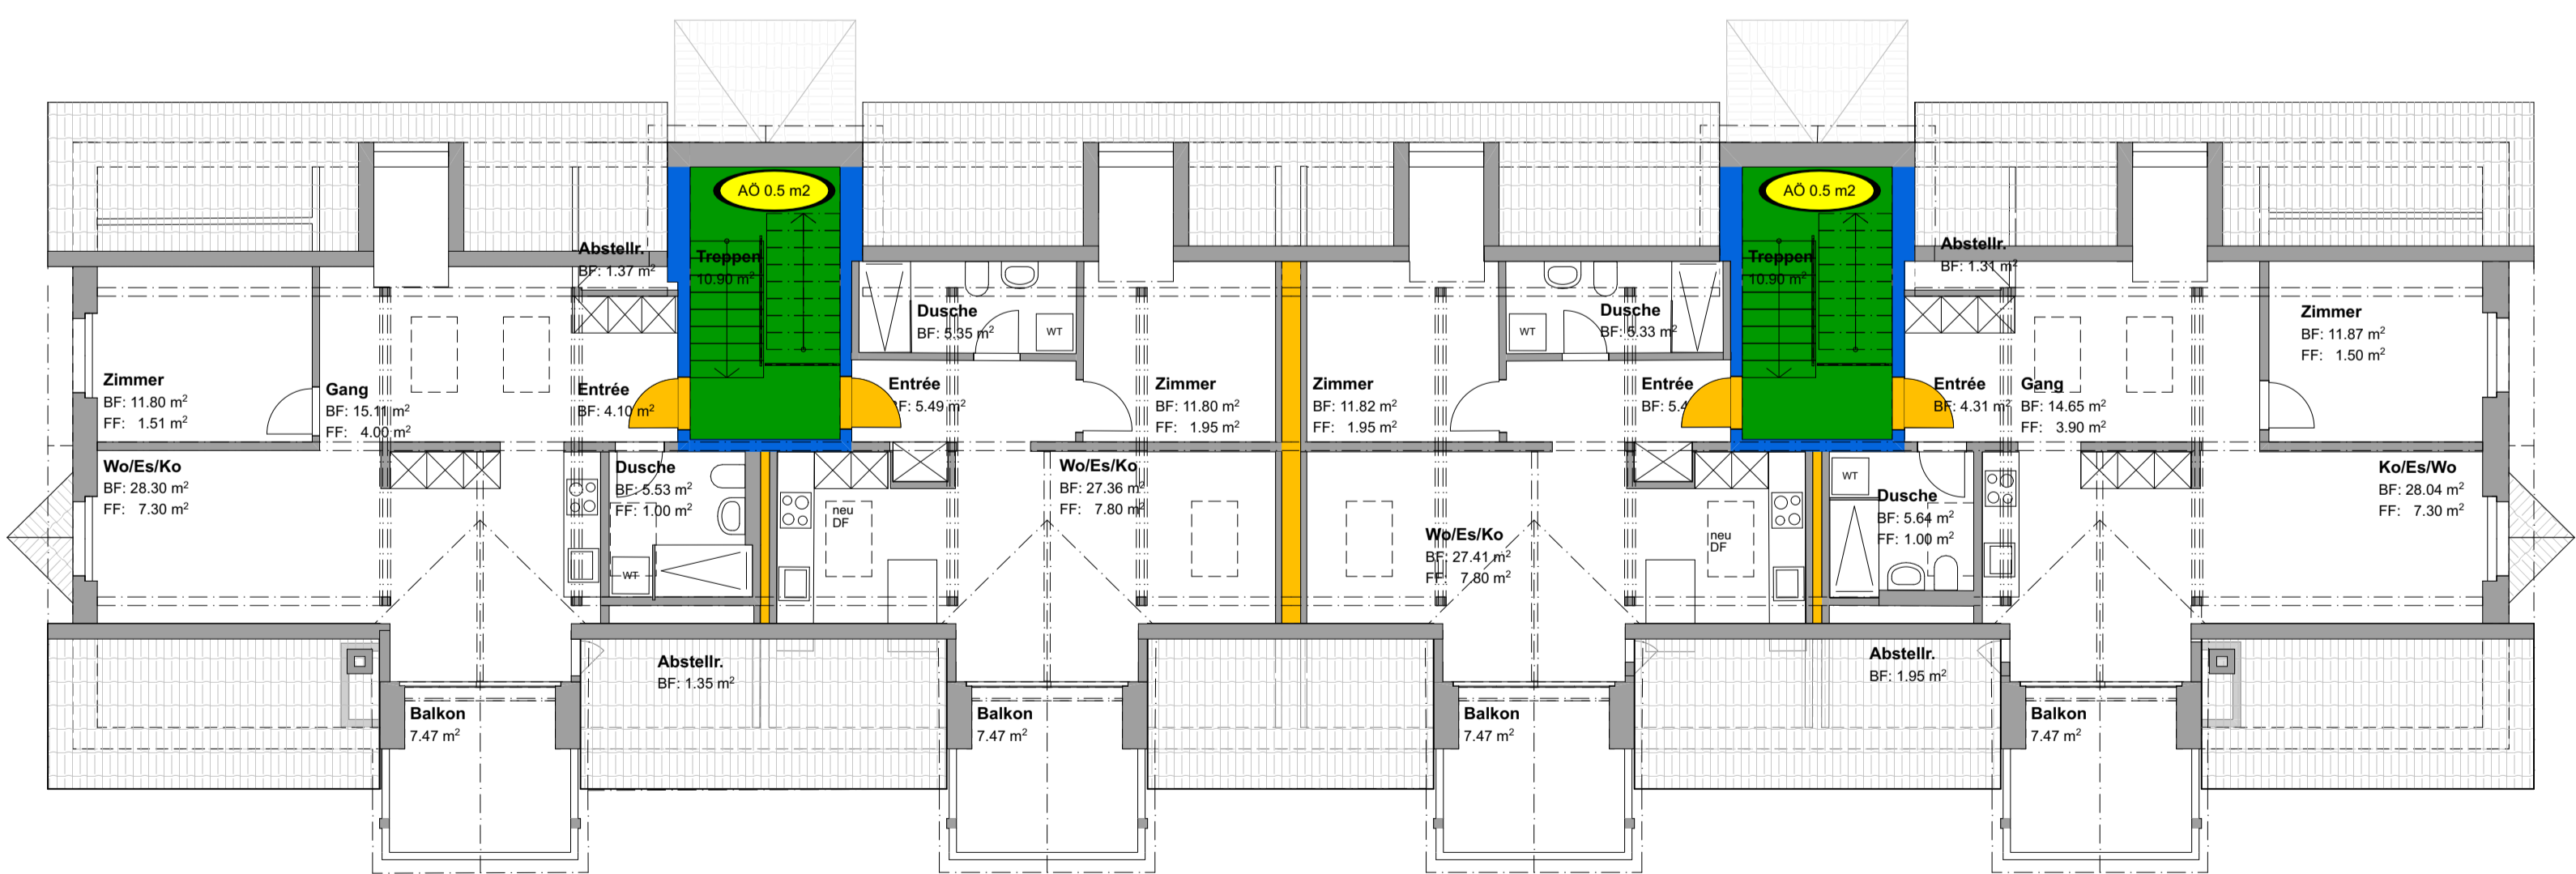 AÖ 0.5 m2
AÖ 0.5 m2
Abstellr.
BF: 1.37 m²
Treppen
10.90 m²
Treppen
10.90 m²
Abstellr.
BF: 1.31 m²
Dusche
BF: 5.35 m²
WT
WT
Dusche
BF: 5.33 m²
Zimmer
BF: 11.87 m²
FF: 1.50 m²
Zimmer
BF: 11.80 m²
FF: 1.51 m²
Gang
BF: 15.11 m²
FF: 4.00 m²
Entrée
BF: 4.10 m²
Entrée
BF: 5.49 m²
Zimmer
BF: 11.80 m²
FF: 1.95 m²
Zimmer
BF: 11.82 m²
FF: 1.95 m²
Entrée
BF: 5.4
Entrée
BF: 4.31 m²
Gang
BF: 14.65 m²
FF: 3.90 m²
Wo/Es/Ko
BF: 28.30 m²
FF: 7.30 m²
Dusche
BF: 5.53 m²
FF: 1.00 m²
WT
neu
DF
Wo/Es/Ko
BF: 27.36 m²
FF: 7.80 m²
Wo/Es/Ko
BF: 27.41 m²
FF: 7.80 m²
neu
DF
WT
Dusche
BF: 5.64 m²
FF: 1.00 m²
Ko/Es/Wo
BF: 28.04 m²
FF: 7.30 m²
Abstellr.
BF: 1.35 m²
Abstellr.
BF: 1.95 m²
Balkon
7.47 m²
Balkon
7.47 m²
Balkon
7.47 m²
Balkon
7.47 m²